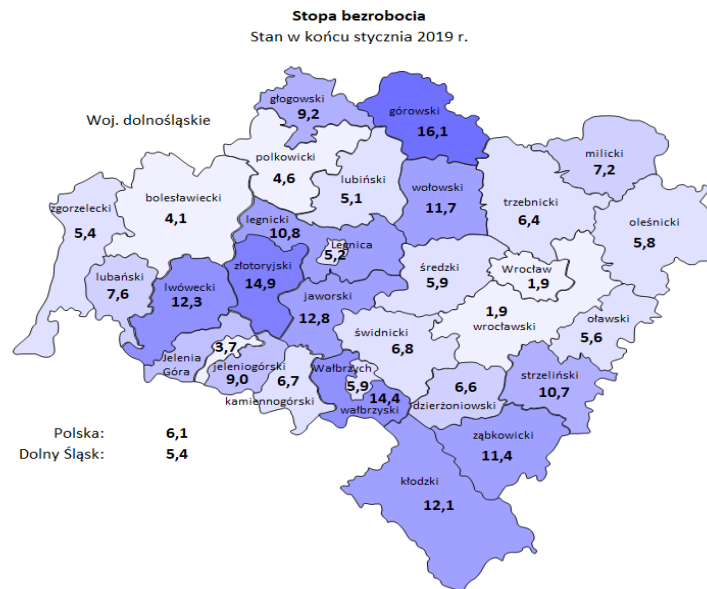 Stopa bezrobocia
Stan w końcu stycznia 2019 r.
Woj. dolnośląskie
głogowski
9,2
górowski
16,1
polkowicki
4,6
lubiński
5,1
wołowski
11,7
milicki
7,2
trzebnicki
6,4
oleśnicki
5,8
zgorzelecki
5,4
bolesławiecki
4,1
legnicki
10,8
Legnica
5,2
lubański
7,6
lwówecki
12,3
złotoryjski
14,9
jaworski
12,8
średzki
5,9
Wrocław
1,9
1,9
wrocławski
oławski
5,6
świdnicki
6,8
Jelenia
Góra
3,7
jeleniogórski
9,0
6,7
kamiennogórski
Wałbrzych
5,9
14,4
wałbrzyski
6,6
dzierżoniowski
strzeliński
10,7
ząbkowicki
11,4
kłodzki
12,1
Polska: 6,1
Dolny Śląsk: 5,4